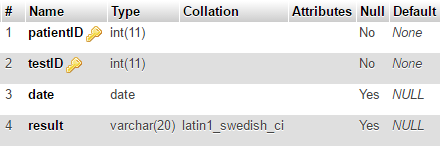 # Name Type Collation Attributes Null Default
1 patientID int(11) No None
2 testID int(11) No None
3 date date Yes NULL
4 result varchar(20) latin1_swedish_ci Yes NULL